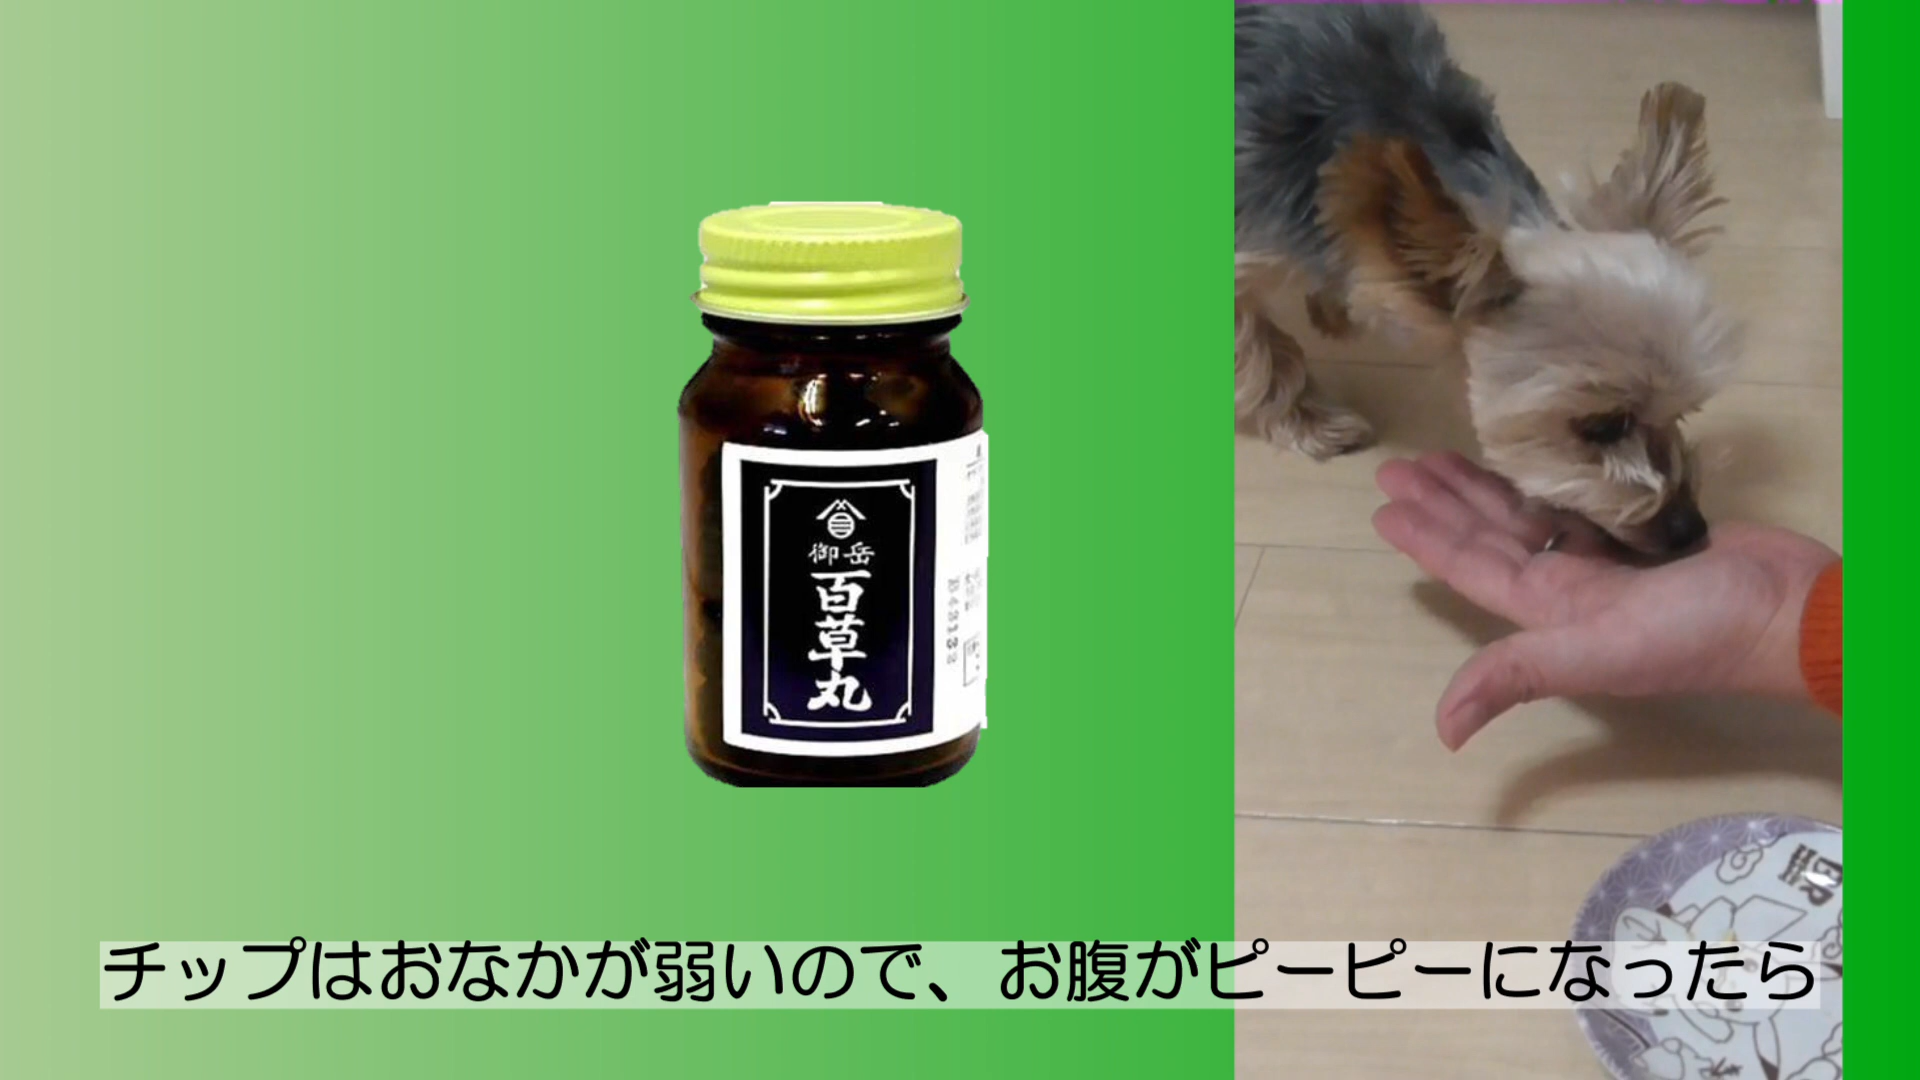 御岳
百草丸
チップはおなかが弱いので、お腹がピーピーになったら